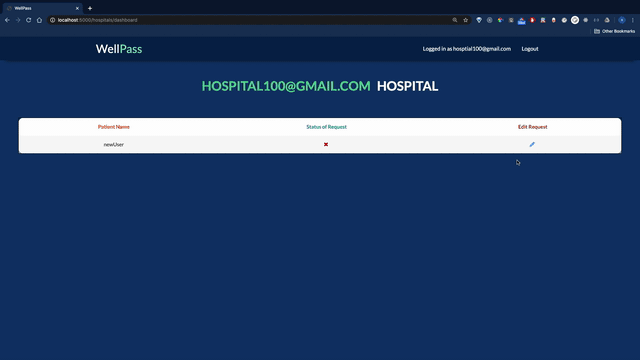 WellPass
localhost:8000/hospitals/dashboard
Other Bookmarks
WellPass
Logged in as hosptial100@gmail.com
Logout
HOSPITAL100@GMAIL.COM HOSPITAL
Patient Name
Status of Request
Edit Request
newUser